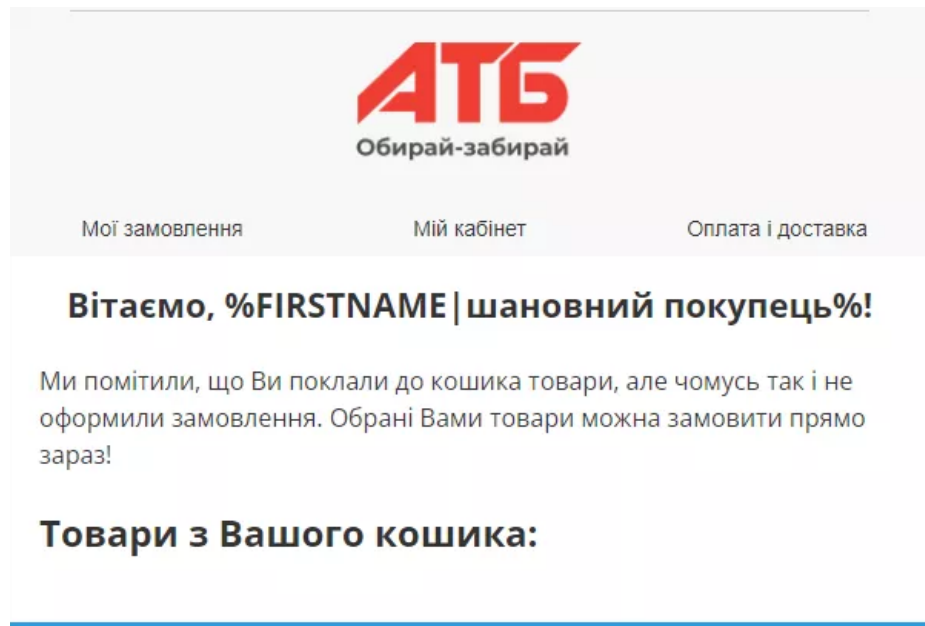 АТБ
Обирай-забирай
Мої замовлення Мій кабінет Оплата і доставка
Вітаємо, %FIRSTNAME|шановний покупець%!
Ми помітили, що Ви поклали до кошика товари, але чомусь так і не
оформили замовлення. Обрані Вами товари можна замовити прямо
зараз!
Товари з Вашого кошика: